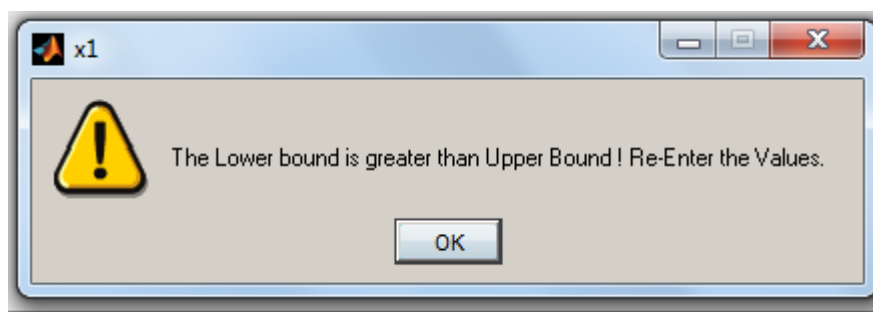 x1
The Lower bound is greater than Upper Bound ! Re-Enter the Values.
OK